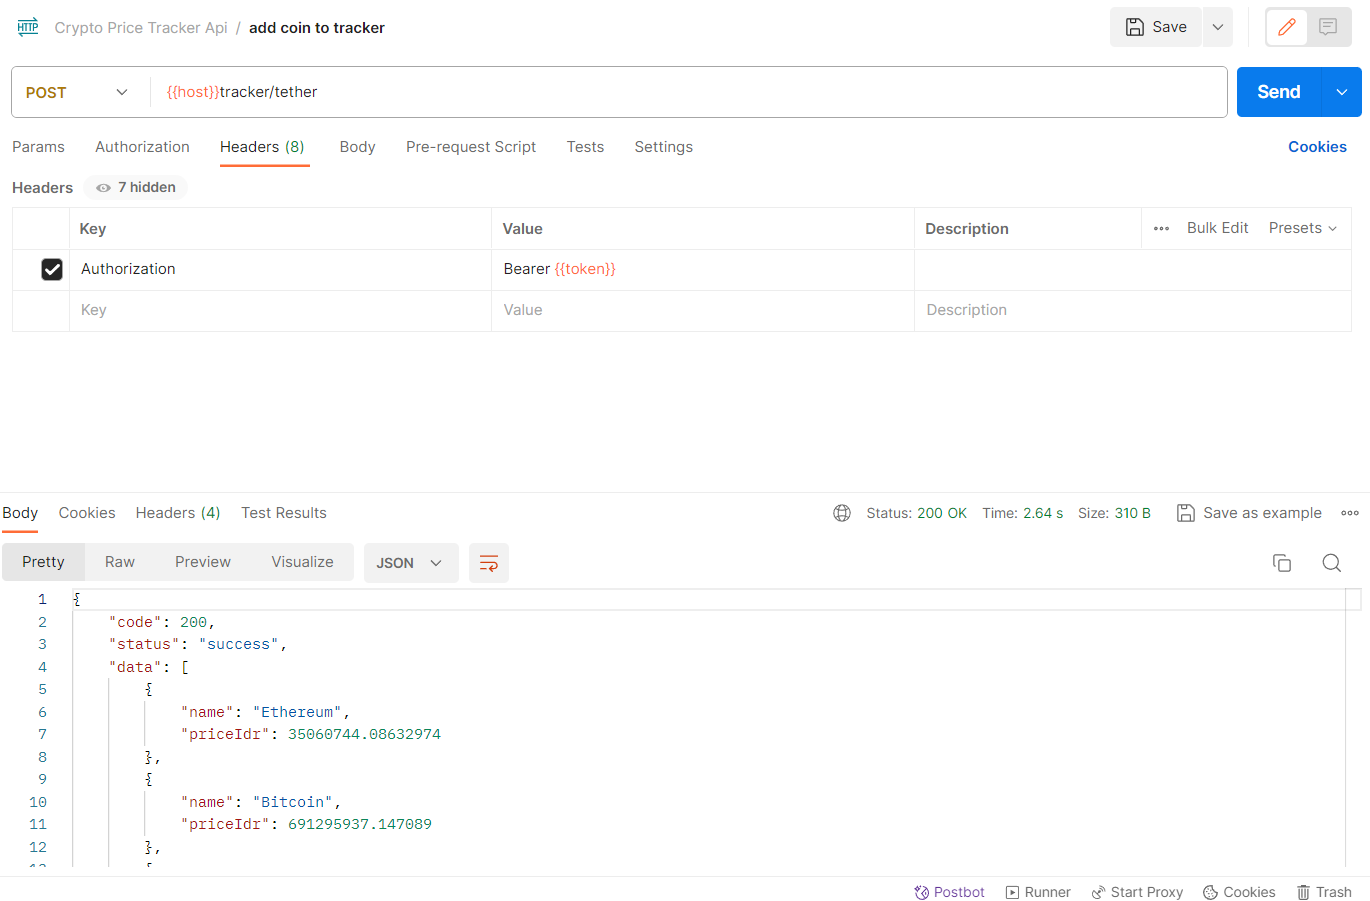 HTTP Crypto Price Tracker Api / add coin to tracker Save
POST {{host}}tracker/tether Send
Params Authorization Headers (8) Body Pre-request Script Tests Settings Cookies
Headers 7 hidden
Key Value Description Bulk Edit Presets
Authorization Bearer {{token}}
Key Value Description
Body Cookies Headers (4) Test Results Status: 200 OK Time: 2.64 s Size: 310 B Save as example
Pretty Raw Preview Visualize JSON
1 {
2 "code": 200,
3 "status": "success",
4 "data": [
5 {
6 "name": "Ethereum",
7 "priceIdr": 35060744.08632974
8 },
9 {
10 "name": "Bitcoin",
11 "priceIdr": 691295937.147089
12 },
Postbot Runner Start Proxy Cookies Trash